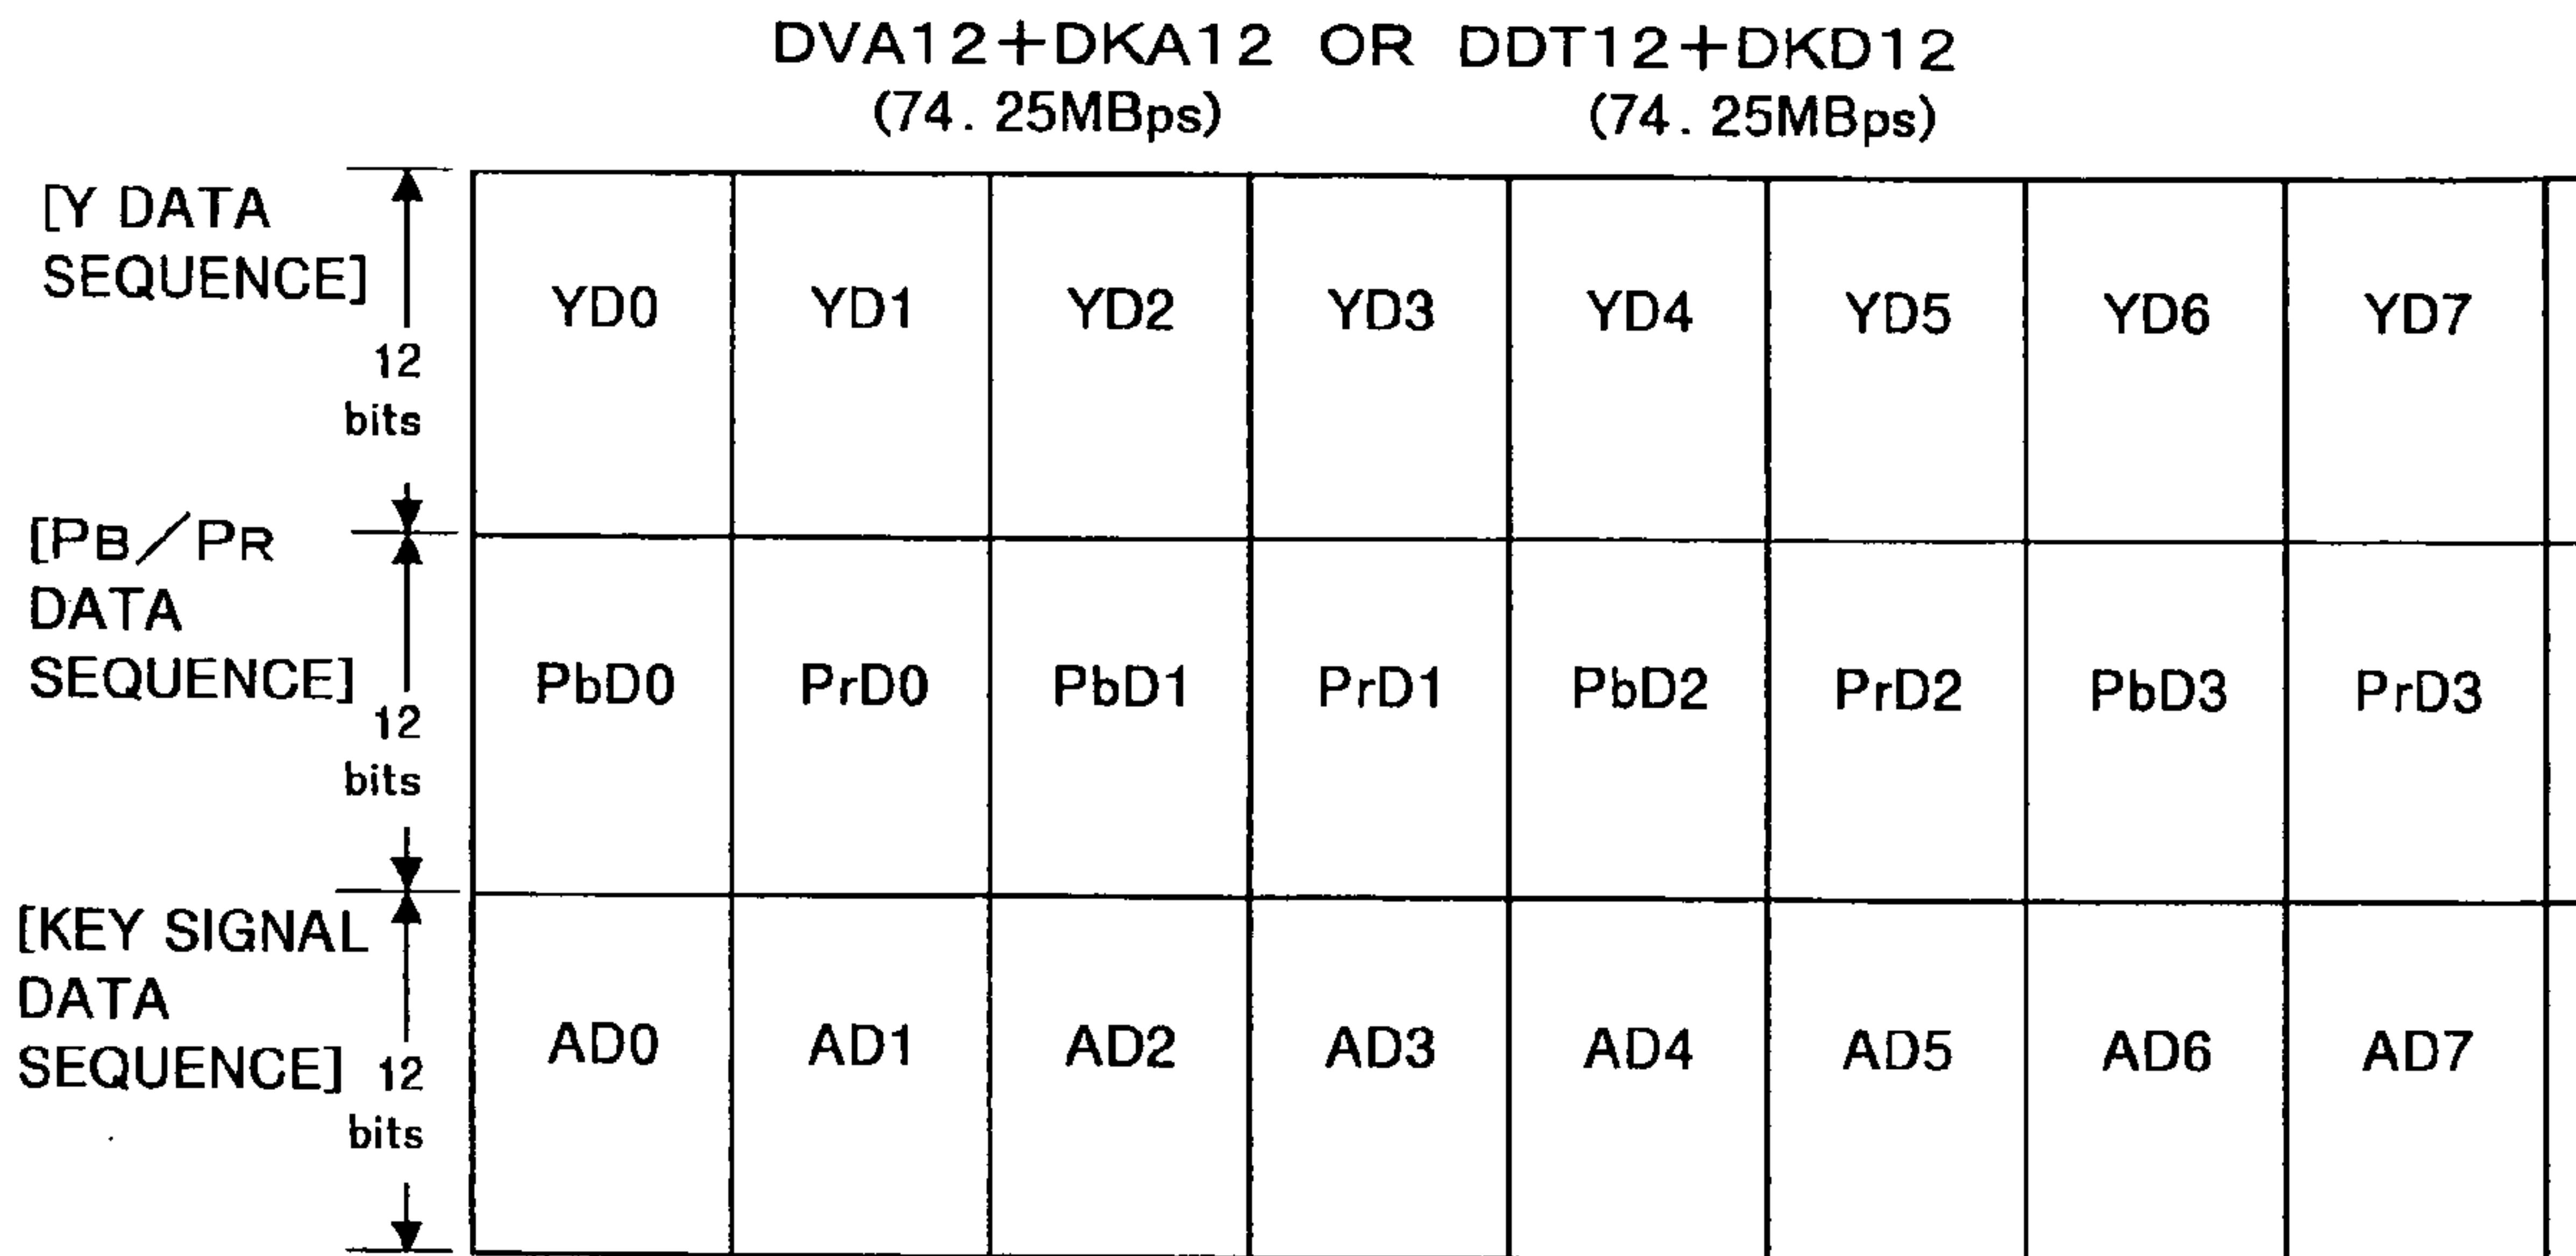 DVA12+DKA12 OR DDT12+DKD12
(74.25MBps) (74.25MBps)
[Y DATA
SEQUENCE]
12
bits
YD0 YD1 YD2 YD3 YD4 YD5 YD6 YD7
[PB/PR
DATA
SEQUENCE]
12
bits
PbD0 PrD0 PbD1 PrD1 PbD2 PrD2 PbD3 PrD3
[KEY SIGNAL
DATA
SEQUENCE]
12
bits
AD0 AD1 AD2 AD3 AD4 AD5 AD6 AD7